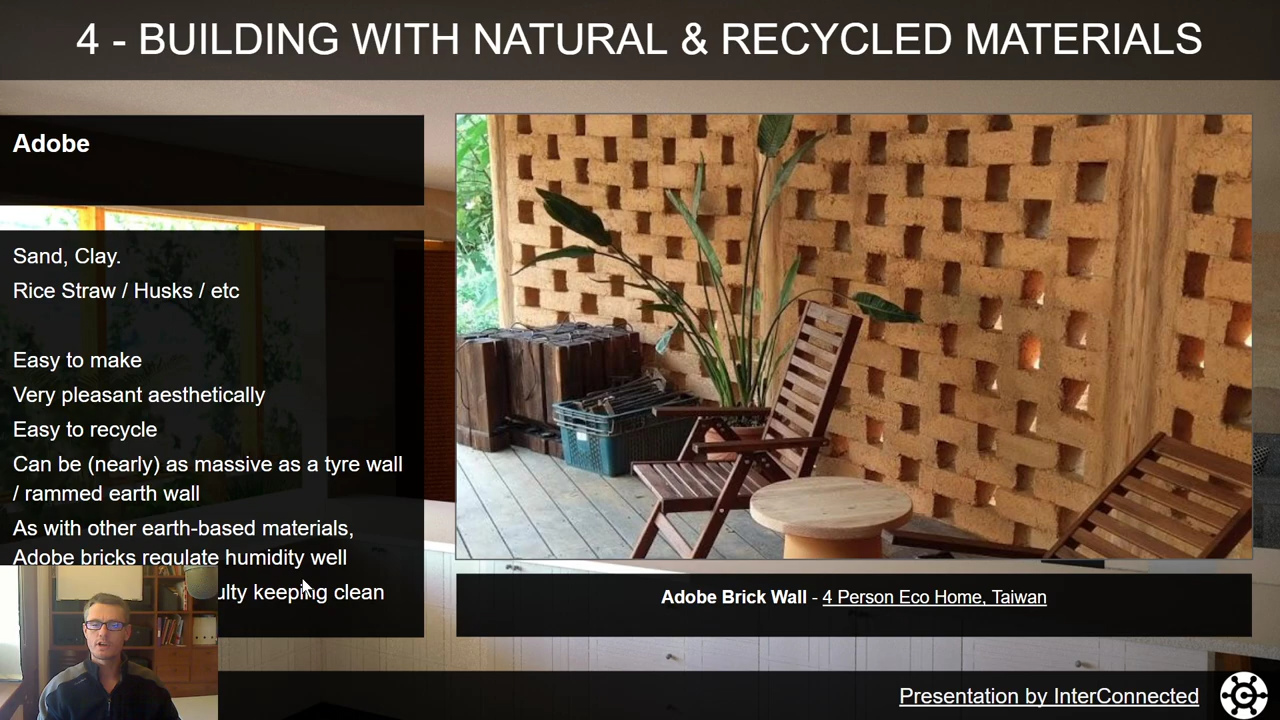 4 - BUILDING WITH NATURAL & RECYCLED MATERIALS
Adobe
Sand, Clay.
Rice Straw / Husks / etc
Easy to make
Very pleasant aesthetically
Easy to recycle
Can be (nearly) as massive as a tyre wall
/ rammed earth wall
As with other earth-based materials,
Adobe bricks regulate humidity well
keeping clean
Adobe Brick Wall - 4 Person Eco Home, Taiwan
Presentation by InterConnected